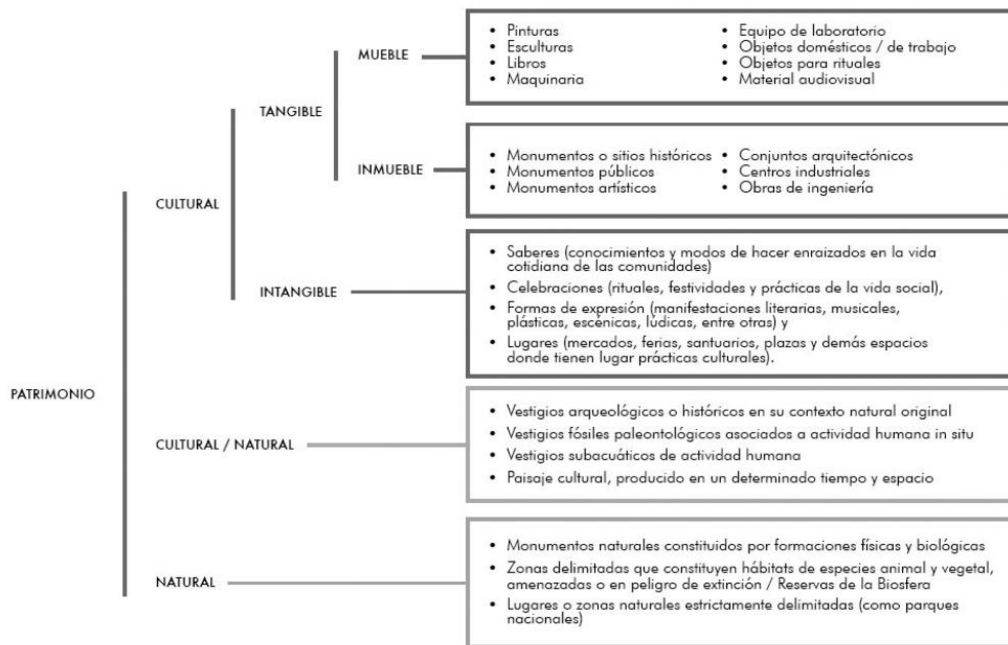 PATRIMONIO
CULTURAL
TANGIBLE
MUEBLE
• Pinturas
• Esculturas
• Libros
• Maquinaria
• Equipo de laboratorio
• Objetos domésticos / de trabajo
• Objetos para rituales
• Material audiovisual
INMUEBLE
• Monumentos o sitios históricos
• Monumentos públicos
• Monumentos artísticos
• Conjuntos arquitectónicos
• Centros industriales
• Obras de ingeniería
INTANGIBLE
• Saberes (conocimientos y modos de hacer enraizados en la vida
cotidiana de las comunidades)
• Celebraciones (rituales, festividades y prácticas de la vida social),
• Formas de expresión (manifestaciones literarias, musicales,
plásticas, escénicas, lúdicas, entre otras) y
• Lugares (mercados, ferias, santuarios, plazas y demás espacios
donde tienen lugar prácticas culturales).
CULTURAL / NATURAL
• Vestigios arqueológicos o históricos en su contexto natural original
• Vestigios fósiles paleontológicos asociados a actividad humana in situ
• Vestigios subacuáticos de actividad humana
• Paisaje cultural, producido en un determinado tiempo y espacio
NATURAL
• Monumentos naturales constituidos por formaciones físicas y biológicas
• Zonas delimitadas que constituyen hábitats de especies animal y vegetal,
amenazadas o en peligro de extinción / Reservas de la Biosfera
• Lugares o zonas naturales estrictamente delimitadas (como parques
nacionales)